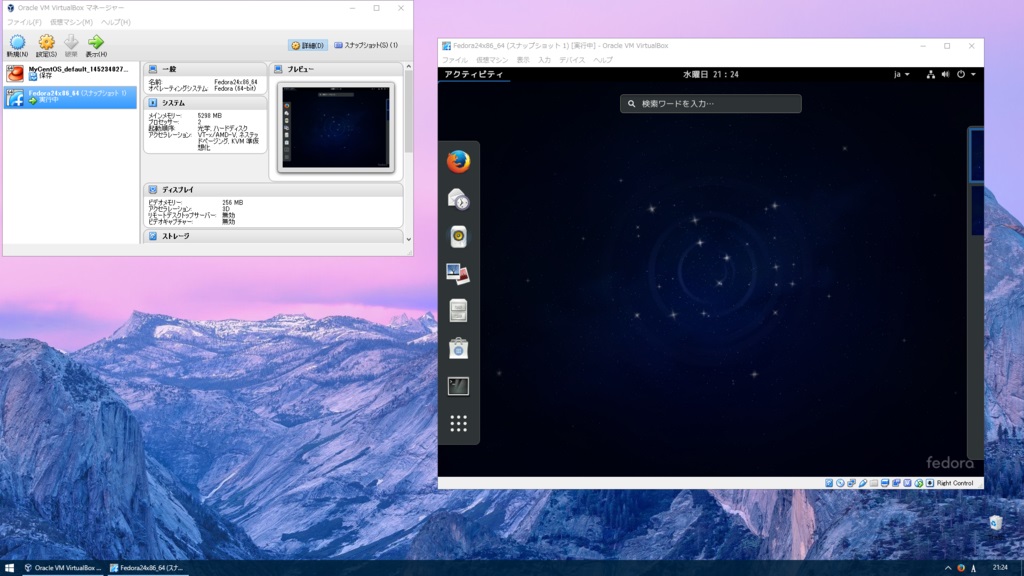 Oracle VM VirtualBox マネージャー
ファイル(F) 仮想マシン(M) ヘルプ(H)
新規(N) 設定(S) 破棄 表示(H)
詳細(D) スナップショット(S) (1)
MyCentOS_default_145234027...
保存
Fedora24x86_64 (スナップショット 1)
実行中
一般
名前: Fedora24x86_64
オペレーティングシステム: Fedora (64-bit)
システム
メインメモリー: 5298 MB
プロセッサー: 2
起動順序: 光学, ハードディスク
アクセラレーション: VT-x/AMD-V, ネステッドページング, KVM 準仮想化
プレビュー
ディスプレイ
ビデオメモリー: 256 MB
アクセラレーション: 3D
リモートデスクトップサーバー: 無効
ビデオキャプチャー: 無効
ストレージ
Fedora24x86_64 (スナップショット 1) [実行中] - Oracle VM VirtualBox
ファイル 仮想マシン 表示 入力 デバイス ヘルプ
アクティビティ 水曜日 21：24 ja
検索ワードを入力…
fedora
Right Control
Oracle VM VirtualBox ... Fedora24x86_64 (スナ... 21:24